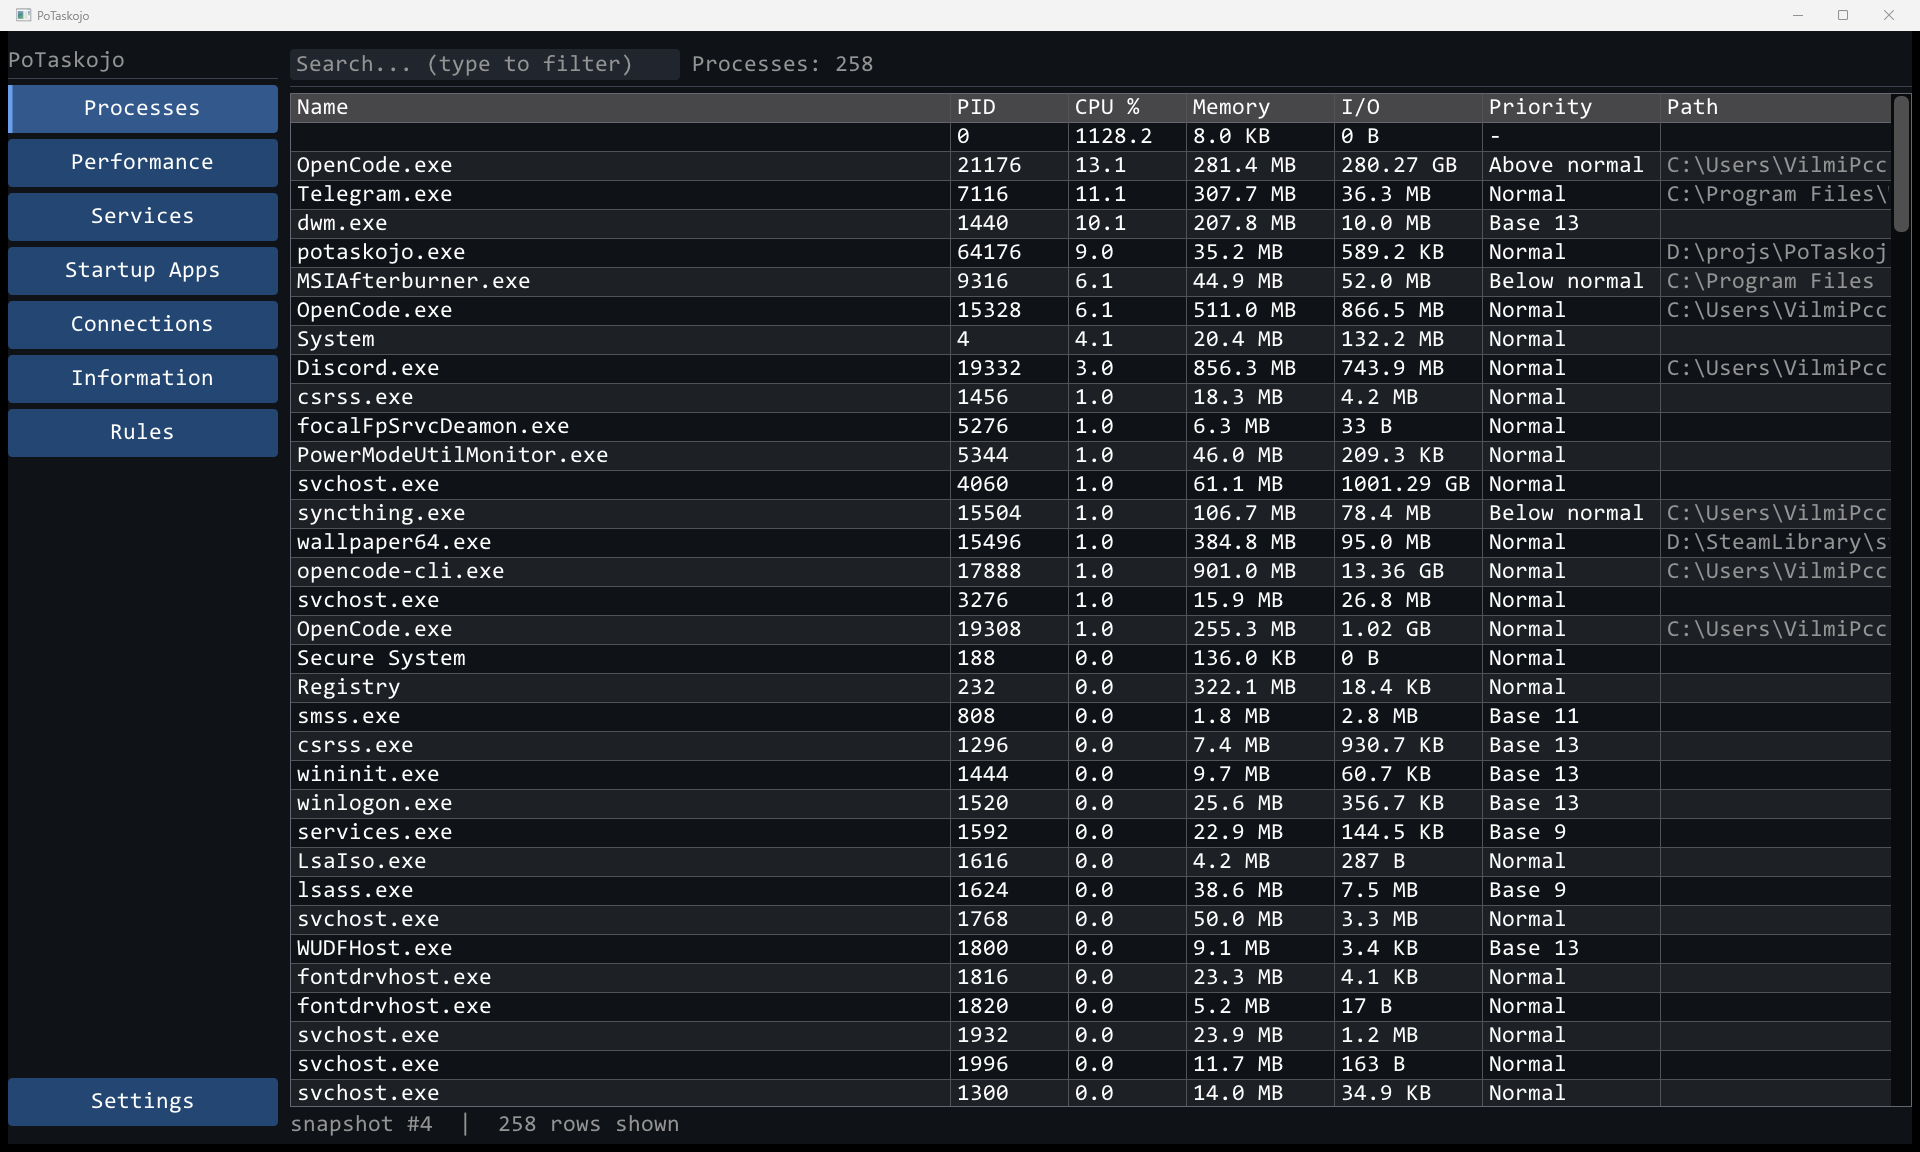 PoTaskojo
PoTaskojo
Processes
Performance
Services
Startup Apps
Connections
Information
Rules
Settings
Search... (type to filter) Processes: 258
Name PID CPU % Memory I/O Priority Path
0 1128.2 8.0 KB 0 B -
OpenCode.exe 21176 13.1 281.4 MB 280.27 GB Above normal C:\Users\VilmiPcc
Telegram.exe 7116 11.1 307.7 MB 36.3 MB Normal C:\Program Files\
dwm.exe 1440 10.1 207.8 MB 10.0 MB Base 13
potaskojo.exe 64176 9.0 35.2 MB 589.2 KB Normal D:\projs\PoTaskoj
MSIAfterburner.exe 9316 6.1 44.9 MB 52.0 MB Below normal C:\Program Files
OpenCode.exe 15328 6.1 511.0 MB 866.5 MB Normal C:\Users\VilmiPcc
System 4 4.1 20.4 MB 132.2 MB Normal
Discord.exe 19332 3.0 856.3 MB 743.9 MB Normal C:\Users\VilmiPcc
csrss.exe 1456 1.0 18.3 MB 4.2 MB Normal
focalFpSrvcDeamon.exe 5276 1.0 6.3 MB 33 B Normal
PowerModeUtilMonitor.exe 5344 1.0 46.0 MB 209.3 KB Normal
svchost.exe 4060 1.0 61.1 MB 1001.29 GB Normal
syncthing.exe 15504 1.0 106.7 MB 78.4 MB Below normal C:\Users\VilmiPcc
wallpaper64.exe 15496 1.0 384.8 MB 95.0 MB Normal D:\SteamLibrary\s
opencode-cli.exe 17888 1.0 901.0 MB 13.36 GB Normal C:\Users\VilmiPcc
svchost.exe 3276 1.0 15.9 MB 26.8 MB Normal
OpenCode.exe 19308 1.0 255.3 MB 1.02 GB Normal C:\Users\VilmiPcc
Secure System 188 0.0 136.0 KB 0 B Normal
Registry 232 0.0 322.1 MB 18.4 KB Normal
smss.exe 808 0.0 1.8 MB 2.8 MB Base 11
csrss.exe 1296 0.0 7.4 MB 930.7 KB Base 13
wininit.exe 1444 0.0 9.7 MB 60.7 KB Base 13
winlogon.exe 1520 0.0 25.6 MB 356.7 KB Base 13
services.exe 1592 0.0 22.9 MB 144.5 KB Base 9
LsaIso.exe 1616 0.0 4.2 MB 287 B Normal
lsass.exe 1624 0.0 38.6 MB 7.5 MB Base 9
svchost.exe 1768 0.0 50.0 MB 3.3 MB Normal
WUDFHost.exe 1800 0.0 9.1 MB 3.4 KB Base 13
fontdrvhost.exe 1816 0.0 23.3 MB 4.1 KB Normal
fontdrvhost.exe 1820 0.0 5.2 MB 17 B Normal
svchost.exe 1932 0.0 23.9 MB 1.2 MB Normal
svchost.exe 1996 0.0 11.7 MB 163 B Normal
svchost.exe 1300 0.0 14.0 MB 34.9 KB Normal
snapshot #4 | 258 rows shown